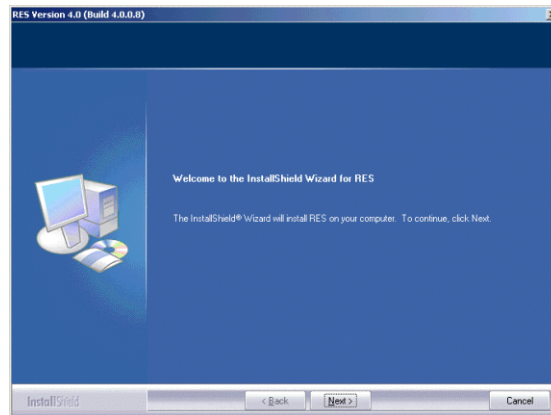 RES Version 4.0 (Build 4.0.0.8)
Welcome to the InstallShield Wizard for RES
The InstallShield® Wizard will install RES on your computer. To continue, click Next.
InstallShield
< Back
Next >
Cancel